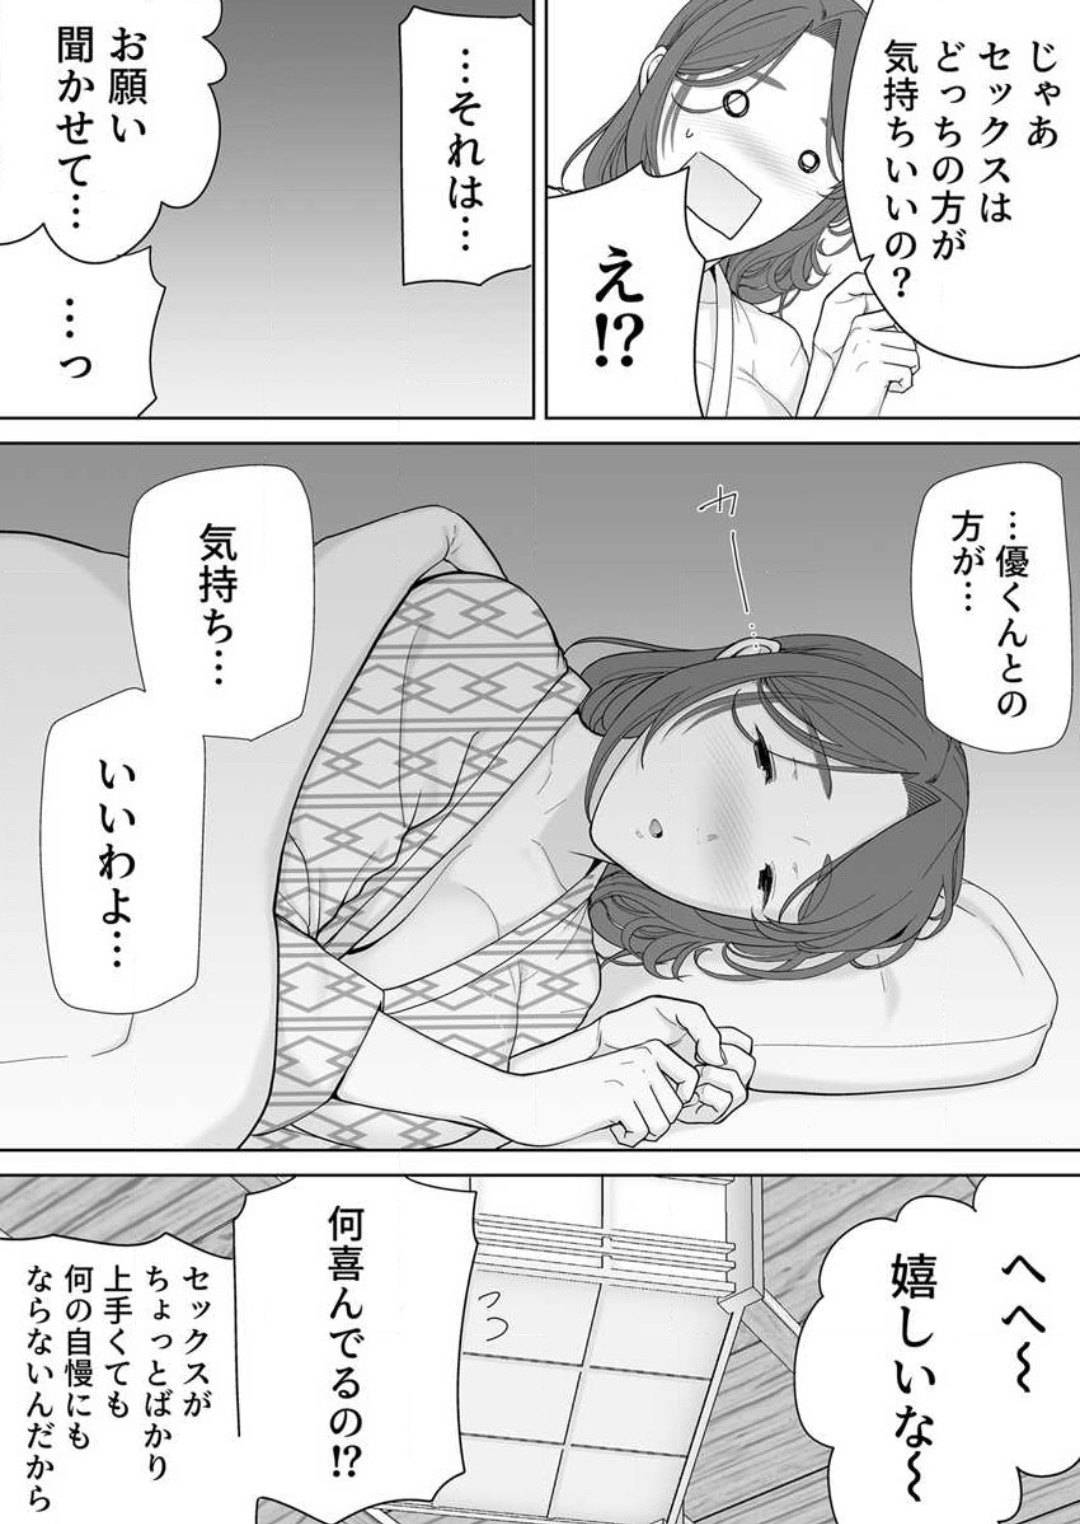 じゃあ
セックスは
どっちの方が
気持ちいいの？
え!?
…それは…
お願い
聞かせて…
…っ
…優くんとの
方が…
カ
気持ち…
いいわよ…
へへ〜
嬉しいな〜
何喜んでるの!?
セックスが
ちょっとばかり
上手くても
何の自慢にも
ならないんだから